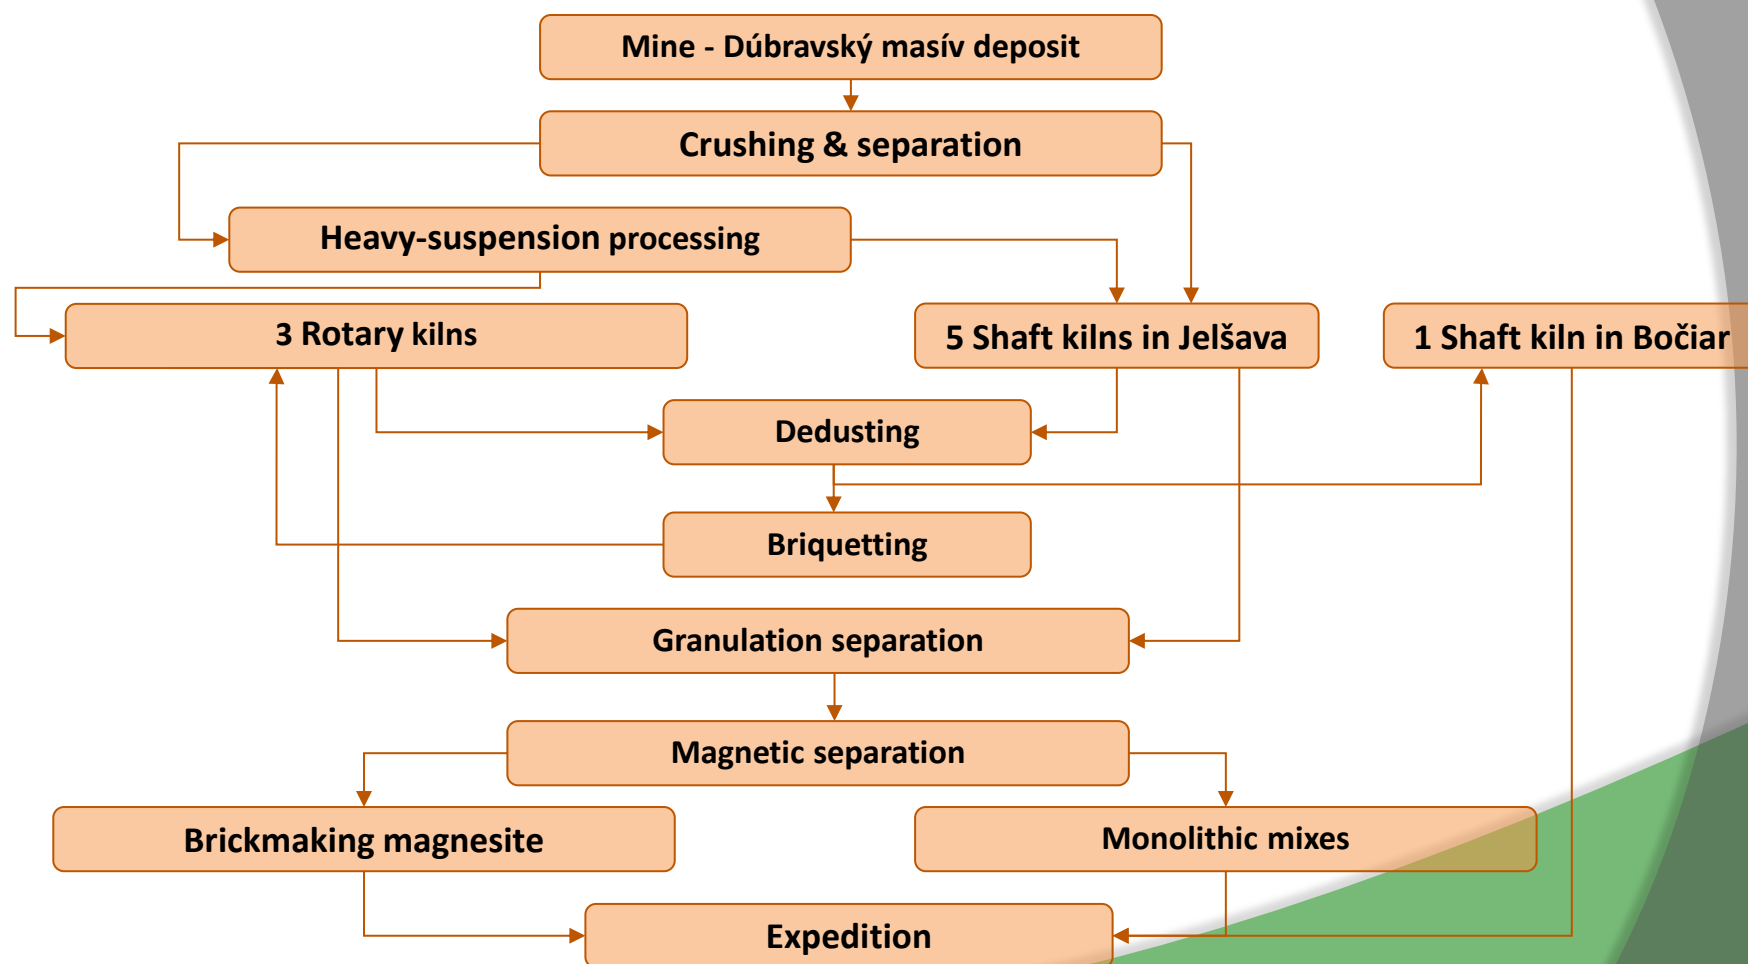 Mine - Dúbravský masív deposit
Crushing & separation
Heavy-suspension processing
3 Rotary kilns
5 Shaft kilns in Jelšava
1 Shaft kiln in Bočiar
Dedusting
Briquetting
Granulation separation
Magnetic separation
Brickmaking magnesite
Monolithic mixes
Expedition